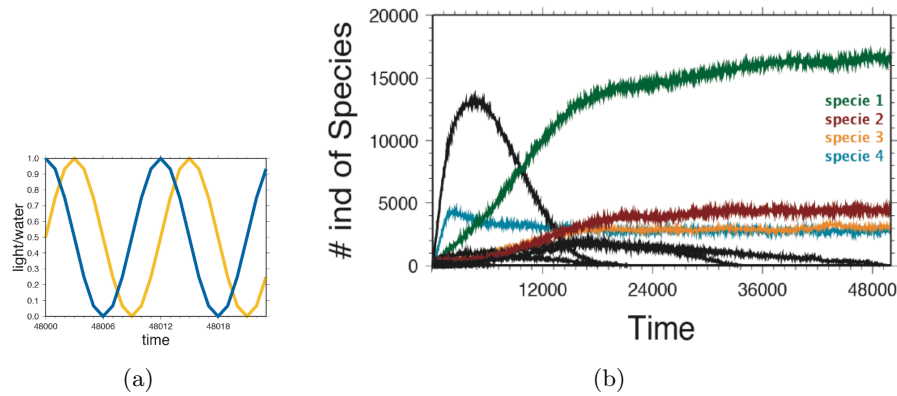 light/water
1.0
0.9
0.8
0.7
0.6
0.5
0.4
0.3
0.2
0.1
0.0
48000 48006 48012 48018
time
(a)
# ind of Species
20000
15000
10000
5000
0
specie 1
specie 2
specie 3
specie 4
12000 24000 36000 48000
Time
(b)